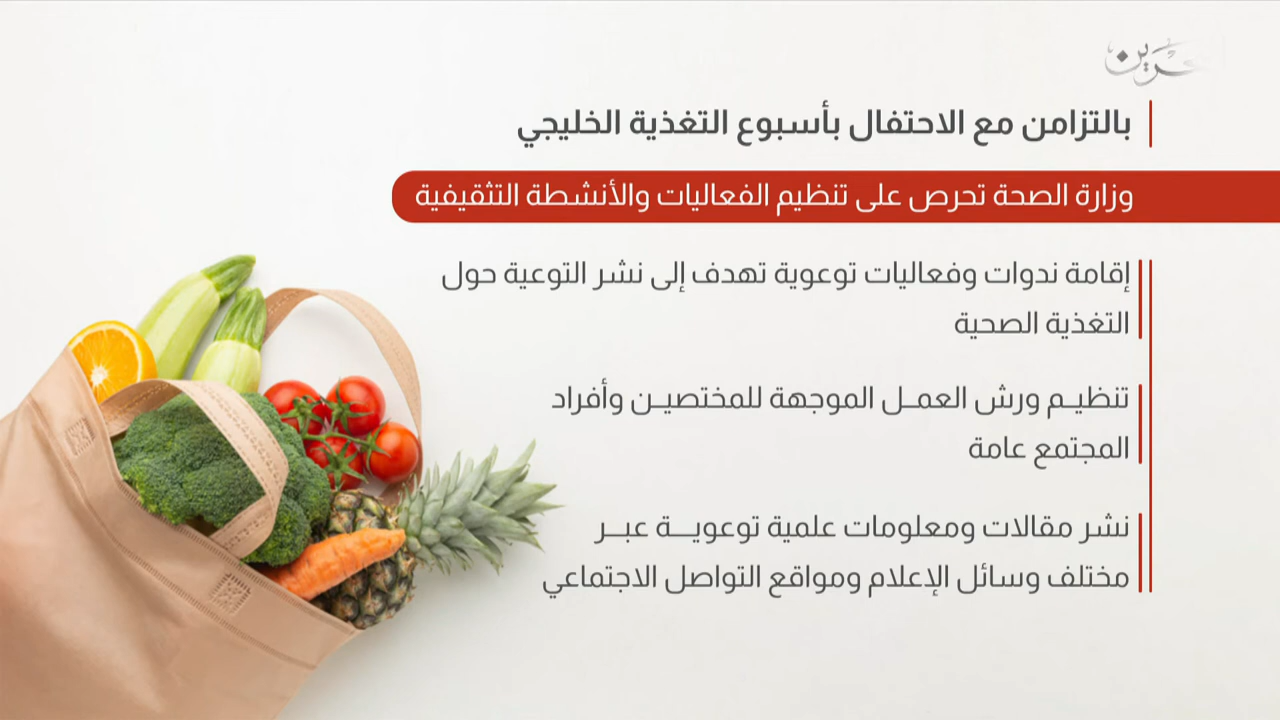 بالتزامن مع الاحتفال بأسبوع التغذية الخليجي
وزارة الصحة تحرص على تنظيم الفعاليات والأنشطة التثقيفية
إقامة ندوات وفعاليات توعوية تهدف إلى نشر التوعية حول
التغذية الصحية
تنظيـم ورش العمـل الموجهة للمختصيـن وأفراد
المجتمع عامة
نشر مقالات ومعلومات علمية توعويـــة عبـر
مختلف وسائل الإعلام ومواقع التواصل الاجتماعي